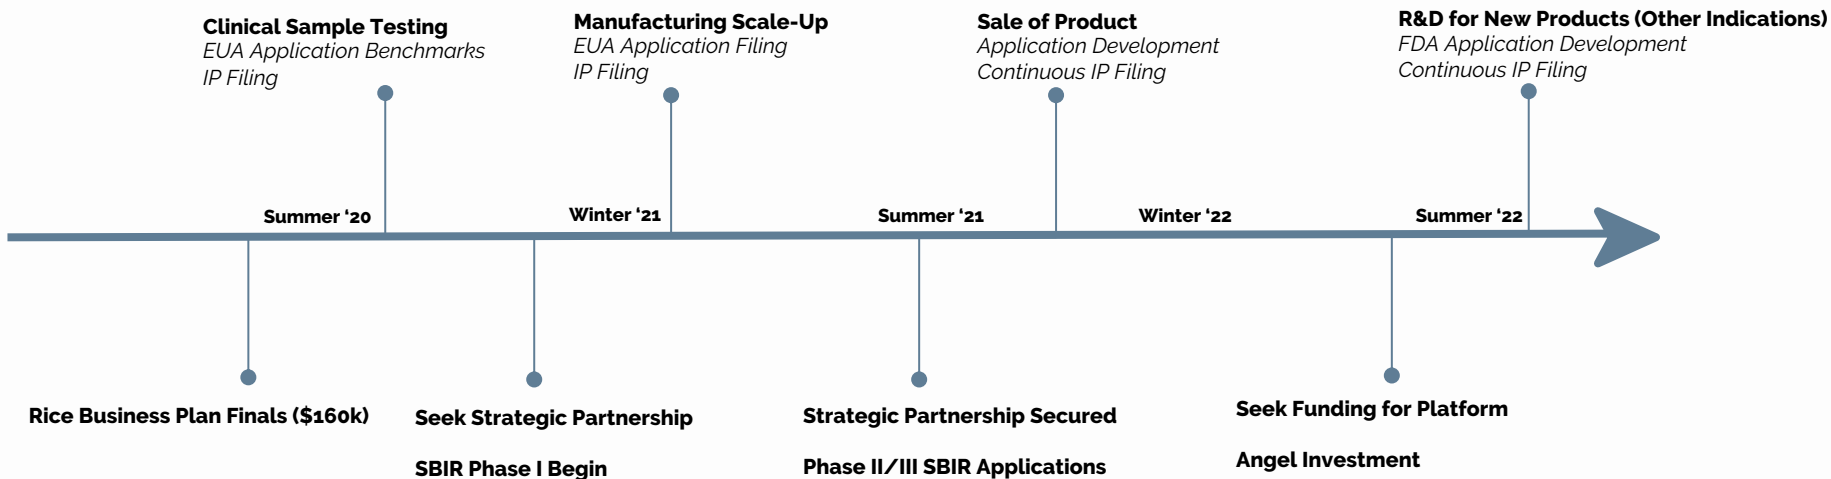 Clinical Sample Testing
EUA Application Benchmarks
IP Filing
Manufacturing Scale-Up
EUA Application Filing
IP Filing
Sale of Product
Application Development
Continuous IP Filing
R&D for New Products (Other Indications)
FDA Application Development
Continuous IP Filing
Summer ‘20
Winter ‘21
Summer ‘21
Winter ‘22
Summer ‘22
Rice Business Plan Finals ($160k)
Seek Strategic Partnership
SBIR Phase I Begin
Strategic Partnership Secured
Phase II/III SBIR Applications
Seek Funding for Platform
Angel Investment